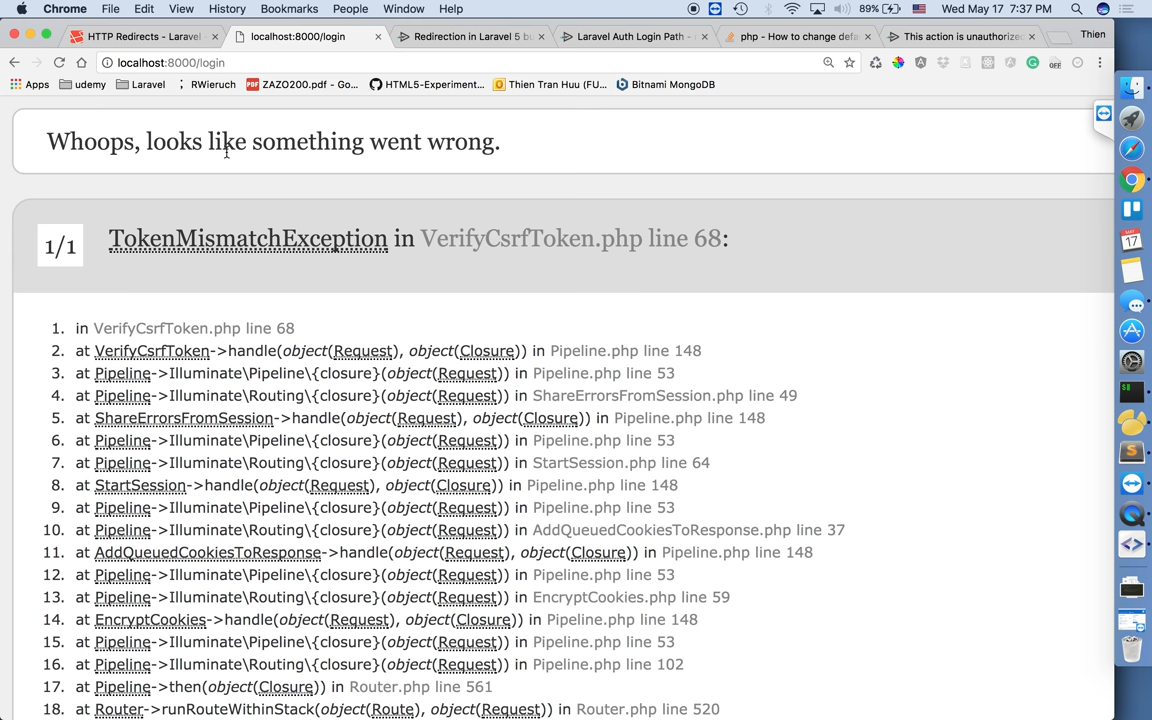 Chrome File Edit View History Bookmarks People Window Help 89% Wed May 17 7:37 PM
HTTP Redirects - Laravel localhost:8000/login Redirection in Laravel 5 bu Laravel Auth Login Path - php - How to change defa This action is unauthorized Thien
localhost:8000/login
Apps udemy Laravel RWieruch ZAZO200.pdf - Go... HTML5-Experiment... Thien Tran Huu (FU... Bitnami MongoDB
Whoops, looks like something went wrong.
1/1 TokenMismatchException in VerifyCsrfToken.php line 68:
1. in VerifyCsrfToken.php line 68
2. at VerifyCsrfToken->handle(object(Request), object(Closure)) in Pipeline.php line 148
3. at Pipeline->Illuminate\Pipeline\{closure}(object(Request)) in Pipeline.php line 53
4. at Pipeline->Illuminate\Routing\{closure}(object(Request)) in ShareErrorsFromSession.php line 49
5. at ShareErrorsFromSession->handle(object(Request), object(Closure)) in Pipeline.php line 148
6. at Pipeline->Illuminate\Pipeline\{closure}(object(Request)) in Pipeline.php line 53
7. at Pipeline->Illuminate\Routing\{closure}(object(Request)) in StartSession.php line 64
8. at StartSession->handle(object(Request), object(Closure)) in Pipeline.php line 148
9. at Pipeline->Illuminate\Pipeline\{closure}(object(Request)) in Pipeline.php line 53
10. at Pipeline->Illuminate\Routing\{closure}(object(Request)) in AddQueuedCookiesToResponse.php line 37
11. at AddQueuedCookiesToResponse->handle(object(Request), object(Closure)) in Pipeline.php line 148
12. at Pipeline->Illuminate\Pipeline\{closure}(object(Request)) in Pipeline.php line 53
13. at Pipeline->Illuminate\Routing\{closure}(object(Request)) in EncryptCookies.php line 59
14. at EncryptCookies->handle(object(Request), object(Closure)) in Pipeline.php line 148
15. at Pipeline->Illuminate\Pipeline\{closure}(object(Request)) in Pipeline.php line 53
16. at Pipeline->Illuminate\Routing\{closure}(object(Request)) in Pipeline.php line 102
17. at Pipeline->then(object(Closure)) in Router.php line 561
18. at Router->runRouteWithinStack(object(Route), object(Request)) in Router.php line 520